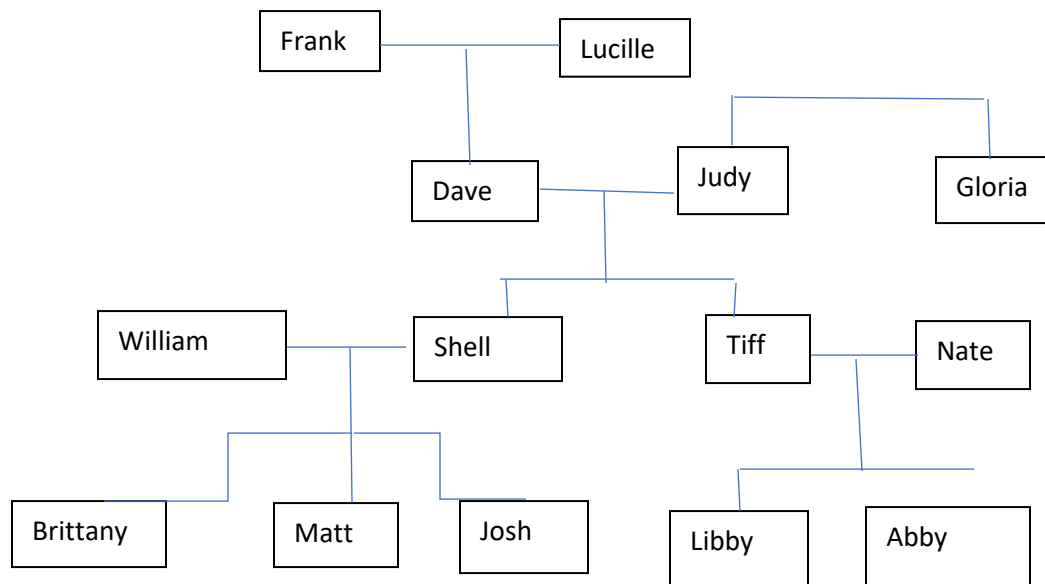 Frank
Lucille
Dave
Judy
Gloria
William
Shell
Tiff
Nate
Brittany
Matt
Josh
Libby
Abby